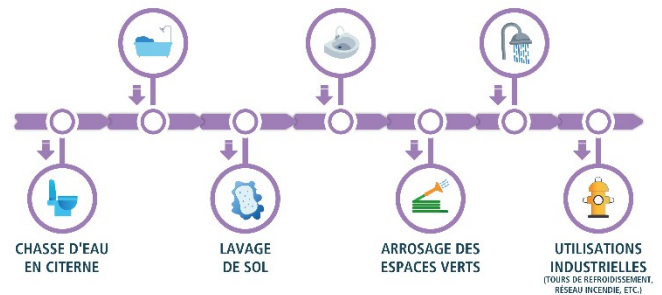 CHASSE D'EAU
EN CITERNE
LAVAGE
DE SOL
ARROSAGE DES
ESPACES VERTS
UTILISATIONS
INDUSTRIELLES
(TOURS DE REFROIDISSEMENT,
RÉSEAU INCENDIE, ETC.)